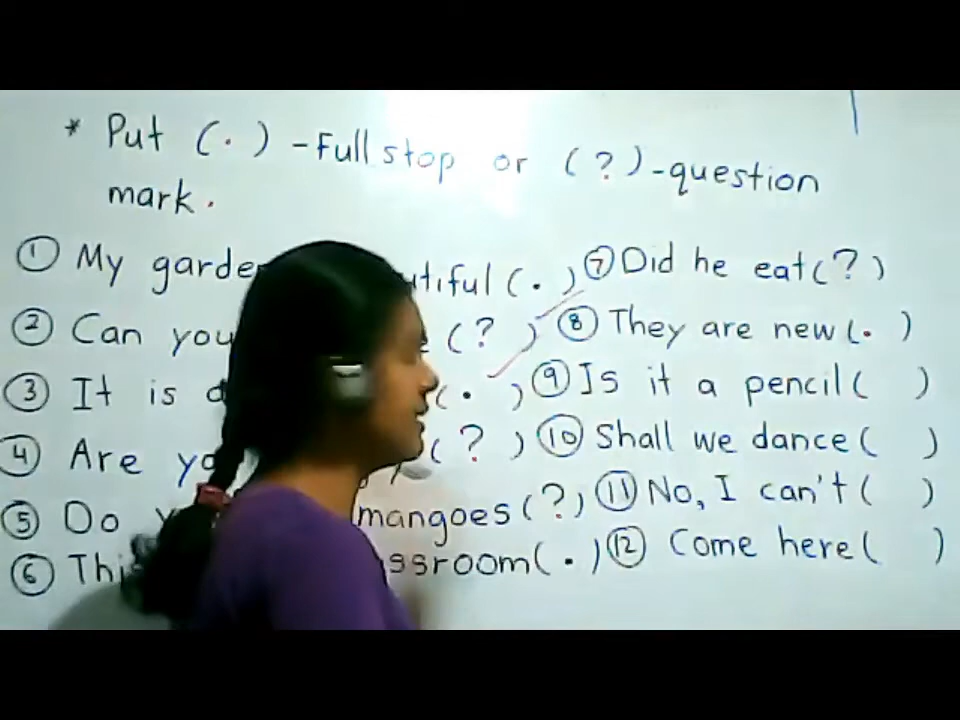 * Put (.) - Full stop or (?) - question
mark.
① My garde utiful (.)
② Can you (?)
③ It is (.)
④ Are yo (?)
⑤ Do mangoes (?)
⑥ Thi ssroom (.)
⑦ Did he eat (?)
⑧ They are new (.)
⑨ Is it a pencil ( )
⑩ Shall we dance ( )
⑪ No, I can't ( )
⑫ Come here ( )